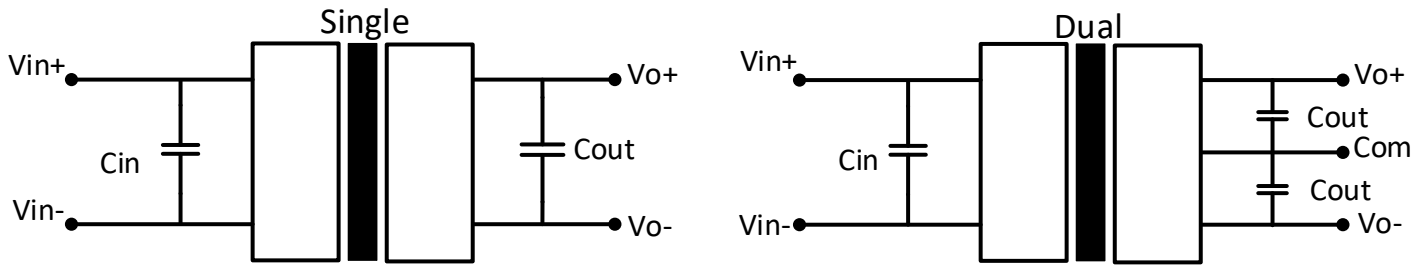 Single
Vin+
Cin
Vin-
Vo+
Cout
Vo-
Dual
Vin+
Cin
Vin-
Vo+
Cout
Com
Cout
Vo-